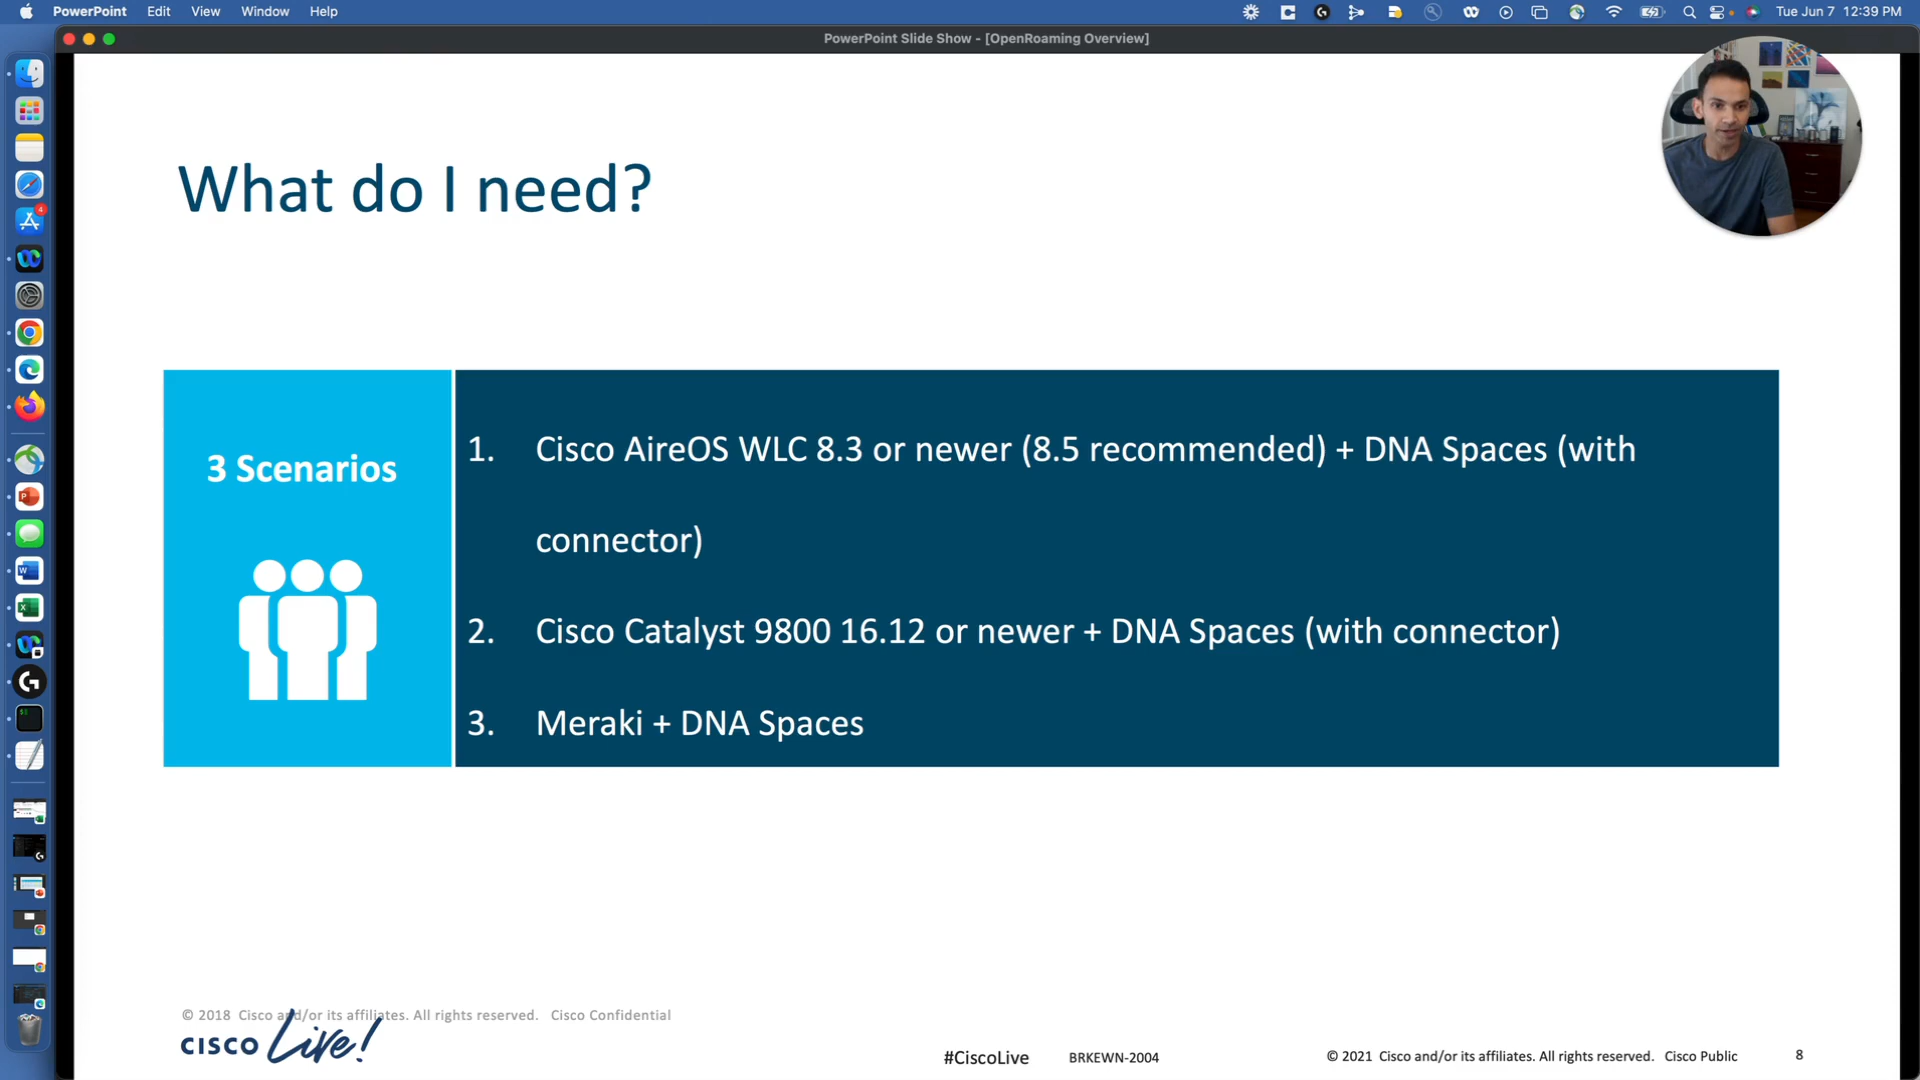 PowerPoint Edit View Window Help
Tue Jun 7 12:39 PM
PowerPoint Slide Show - [OpenRoaming Overview]
4
What do I need?
3 Scenarios
1. Cisco AireOS WLC 8.3 or newer (8.5 recommended) + DNA Spaces (with
connector)
2. Cisco Catalyst 9800 16.12 or newer + DNA Spaces (with connector)
3. Meraki + DNA Spaces
© 2018 Cisco and/or its affiliates. All rights reserved. Cisco Confidential
CISCO Live!
#CiscoLive BRKEWN-2004 © 2021 Cisco and/or its affiliates. All rights reserved. Cisco Public 8